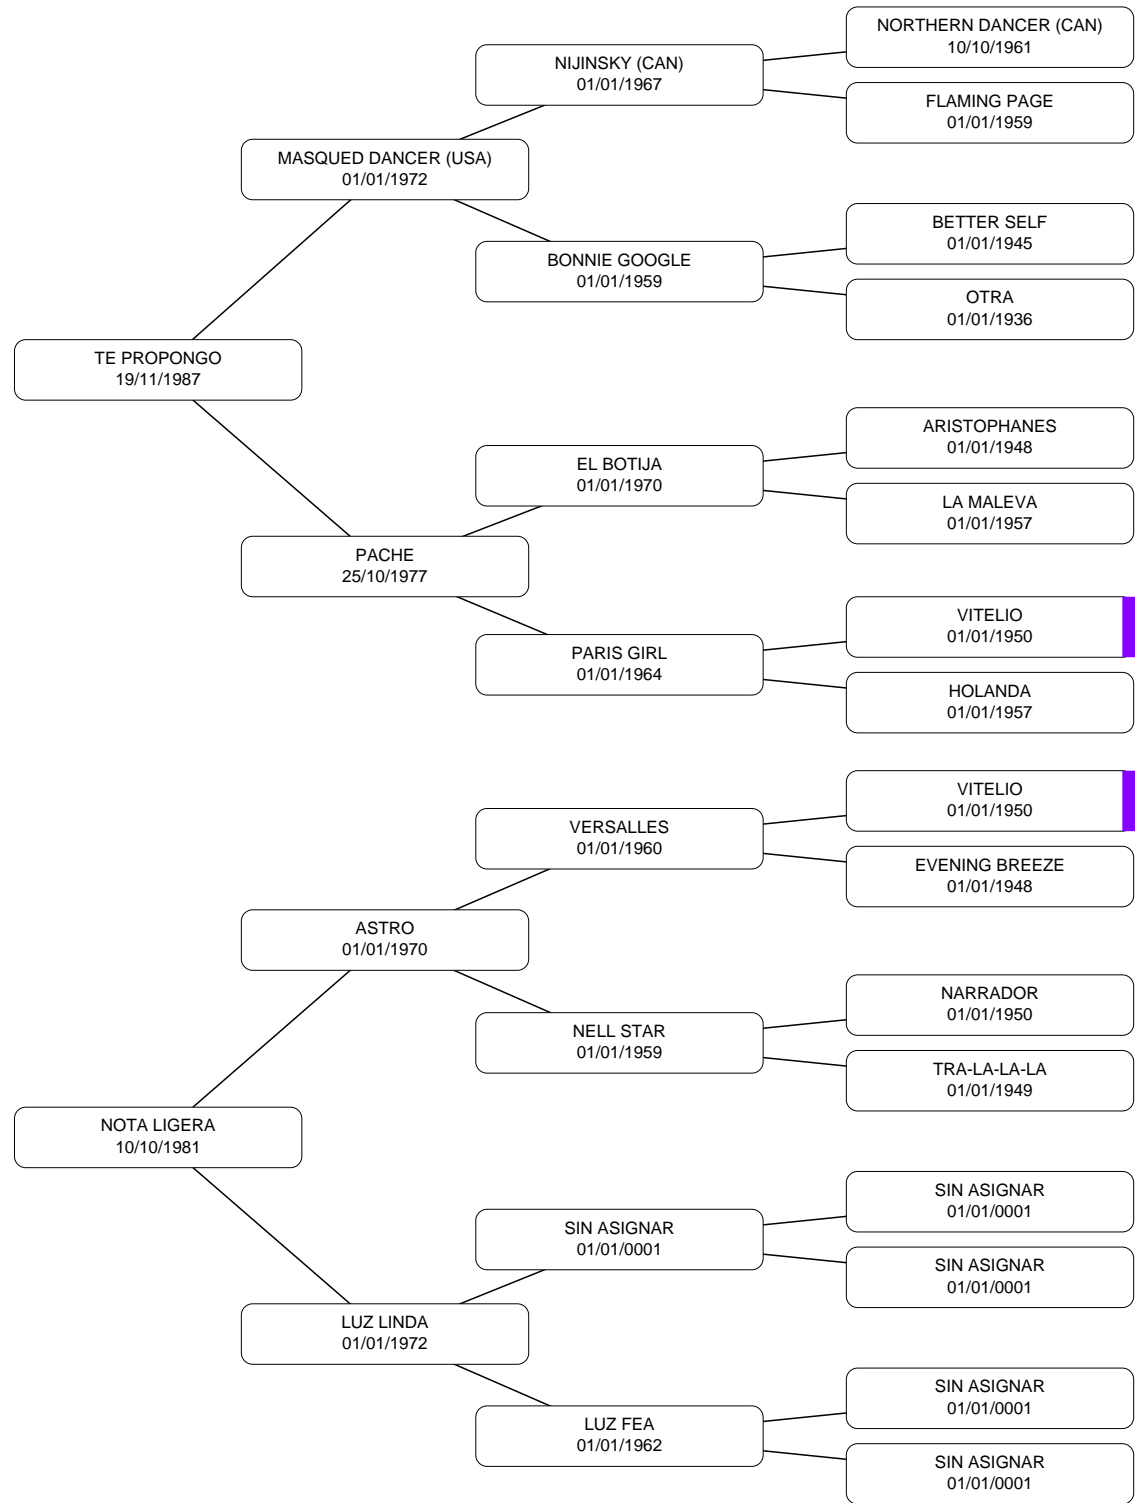 NORTHERN DANCER (CAN)
10/10/1961
NIJINSKY (CAN)
01/01/1967
FLAMING PAGE
01/01/1959
MASQUED DANCER (USA)
01/01/1972
BETTER SELF
01/01/1945
BONNIE GOOGLE
01/01/1959
OTRA
01/01/1936
TE PROPONGO
19/11/1987
ARISTOPHANES
01/01/1948
EL BOTIJA
01/01/1970
LA MALEVA
01/01/1957
PACHE
25/10/1977
VITELIO
01/01/1950
PARIS GIRL
01/01/1964
HOLANDA
01/01/1957
VITELIO
01/01/1950
VERSALLES
01/01/1960
EVENING BREEZE
01/01/1948
ASTRO
01/01/1970
NARRADOR
01/01/1950
NELL STAR
01/01/1959
TRA-LA-LA-LA
01/01/1949
NOTA LIGERA
10/10/1981
SIN ASIGNAR
01/01/0001
SIN ASIGNAR
01/01/0001
SIN ASIGNAR
01/01/0001
LUZ LINDA
01/01/1972
SIN ASIGNAR
01/01/0001
LUZ FEA
01/01/1962
SIN ASIGNAR
01/01/0001